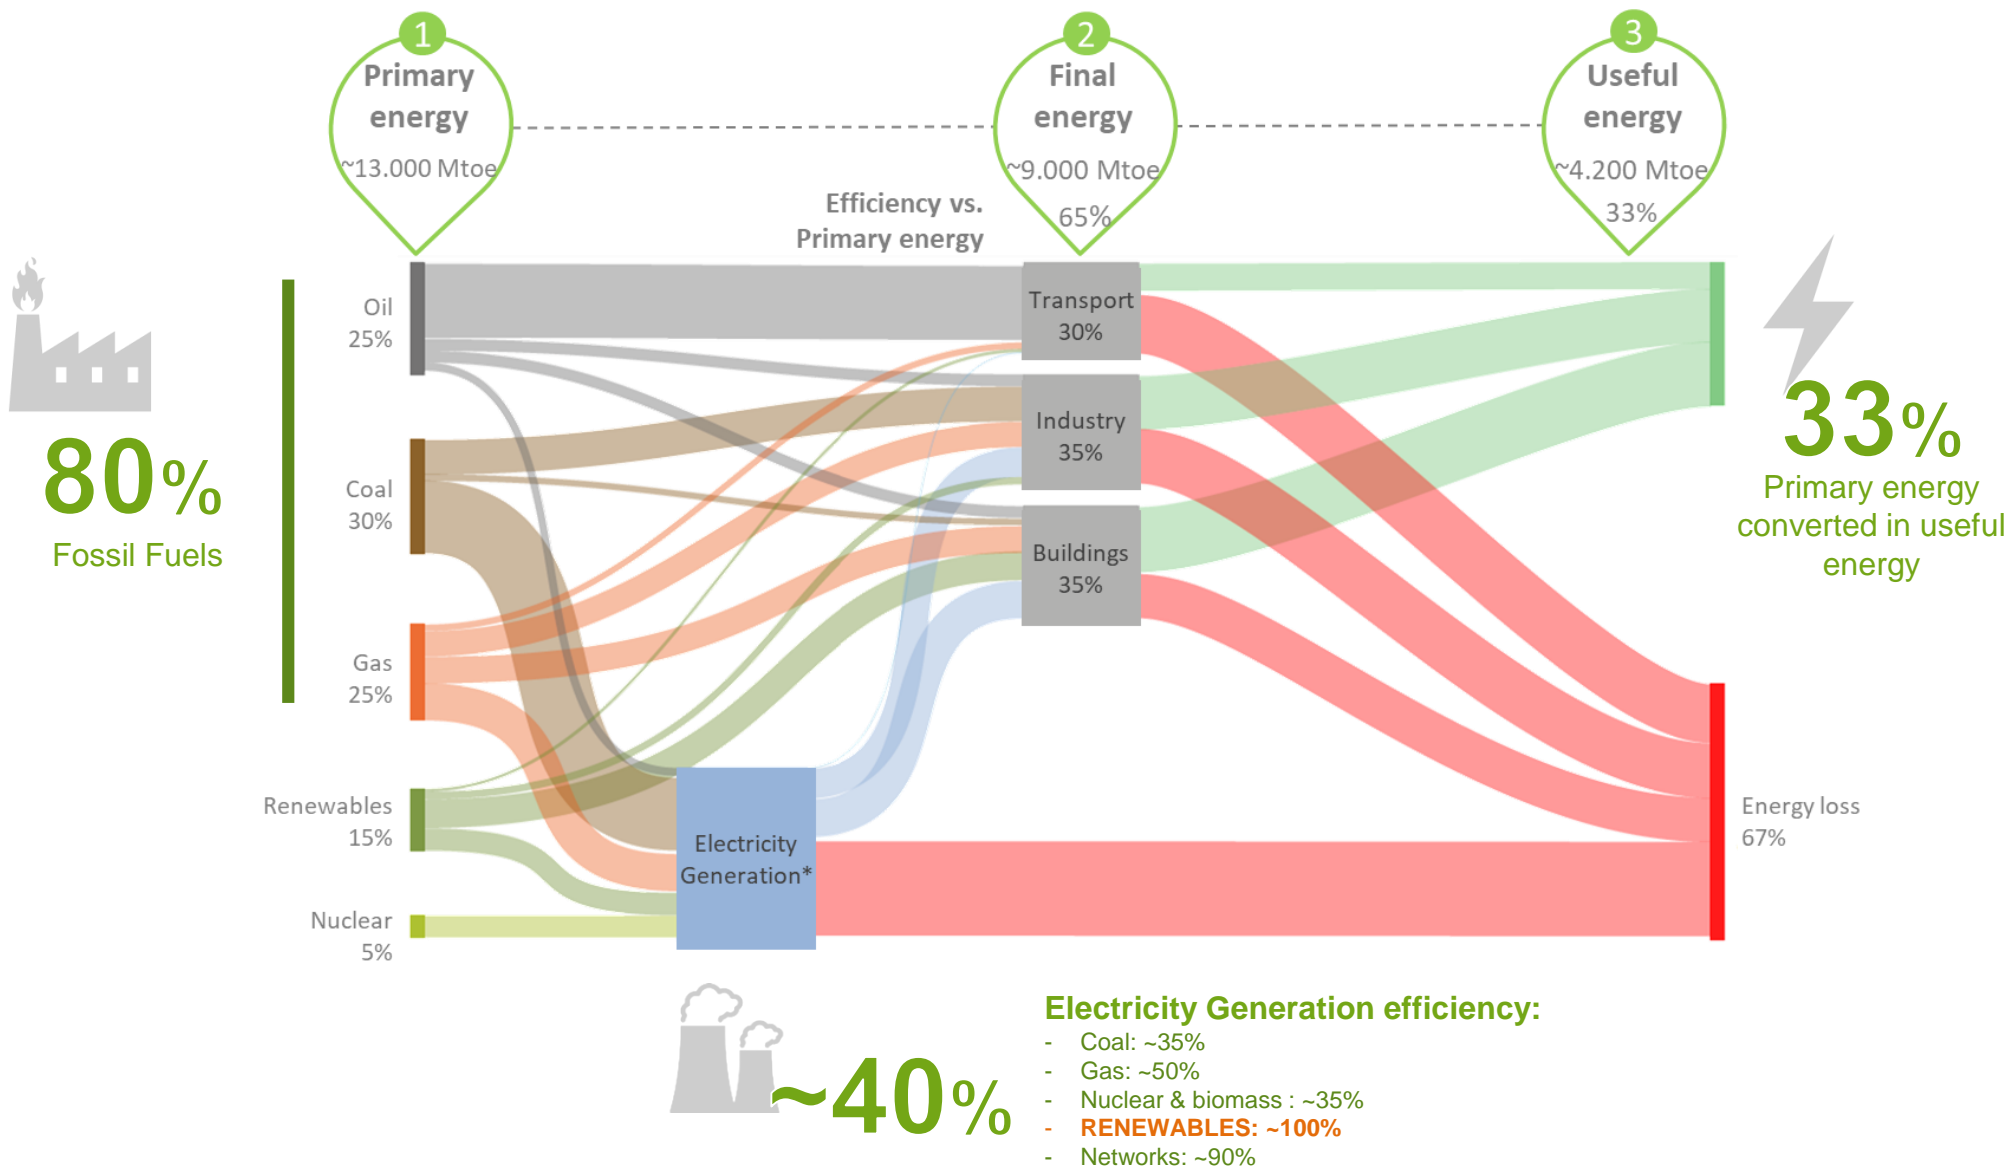 1
Primary
energy
~13.000 Mtoe
2
Final
energy
~9.000 Mtoe
65%
3
Useful
energy
~4.200 Mtoe
33%
Efficiency vs.
Primary energy
80%
Fossil Fuels
Oil
25%
Coal
30%
Gas
25%
Renewables
15%
Nuclear
5%
Transport
30%
Industry
35%
Buildings
35%
Electricity
Generation*
33%
Primary energy
converted in useful
energy
Energy loss
67%
~40%
Electricity Generation efficiency:
- Coal: ~35%
- Gas: ~50%
- Nuclear & biomass : ~35%
- RENEWABLES: ~100%
- Networks: ~90%